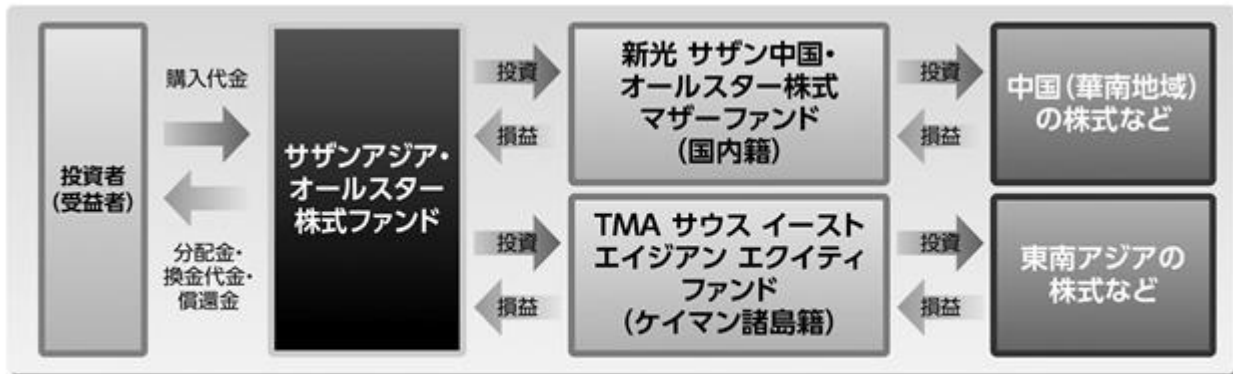 投資者
(受益者)
購入代金
分配金・
換金代金・
償還金
サザンアジア・
オールスター
株式ファンド
投資
損益
新光 サザン中国・
オールスター株式
マザーファンド
(国内籍)
投資
損益
中国(華南地域)
の株式など
投資
損益
TMA サウス イースト
エイジアン エクイティ
ファンド
(ケイマン諸島籍)
投資
損益
東南アジアの
株式など